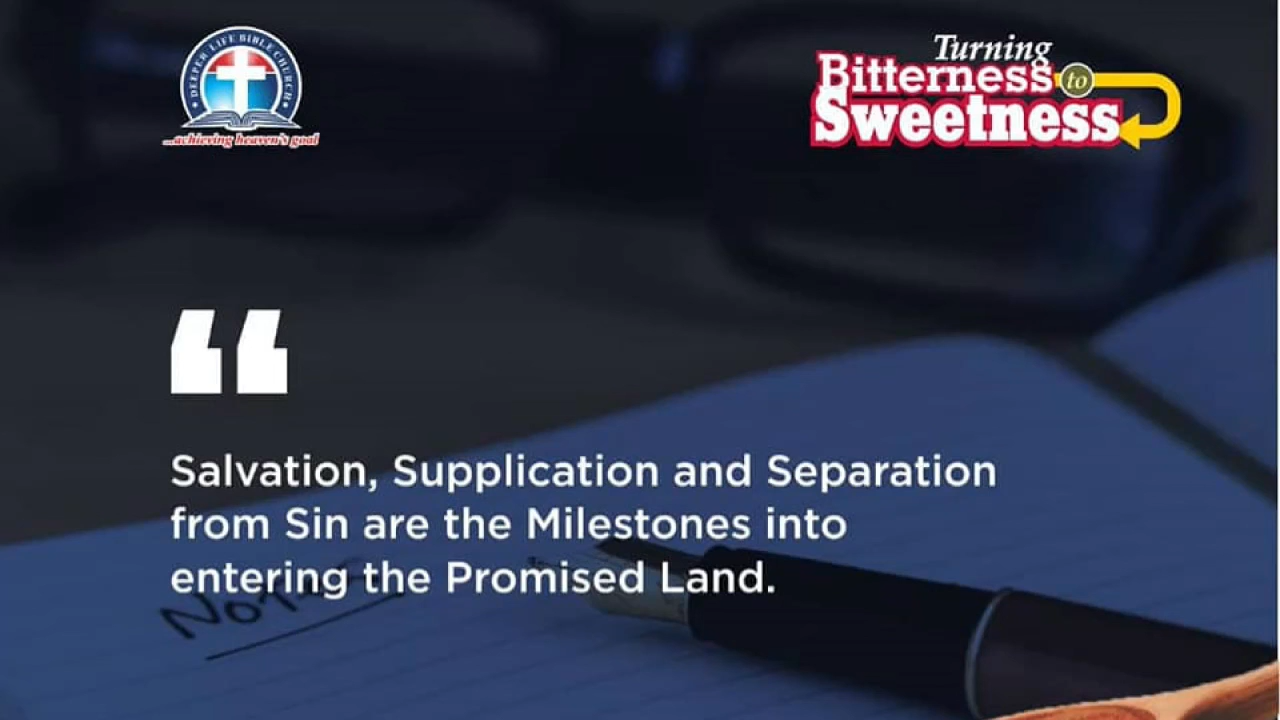 DEEPER LIFE BIBLE CHURCH
...achieving heaven's goal
Turning
Bitterness to
Sweetness
“
Salvation, Supplication and Separation
from Sin are the Milestones into
entering the Promised Land.
Notes